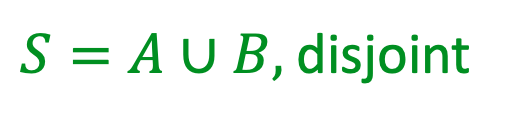 S = A ∪ B, disjoint